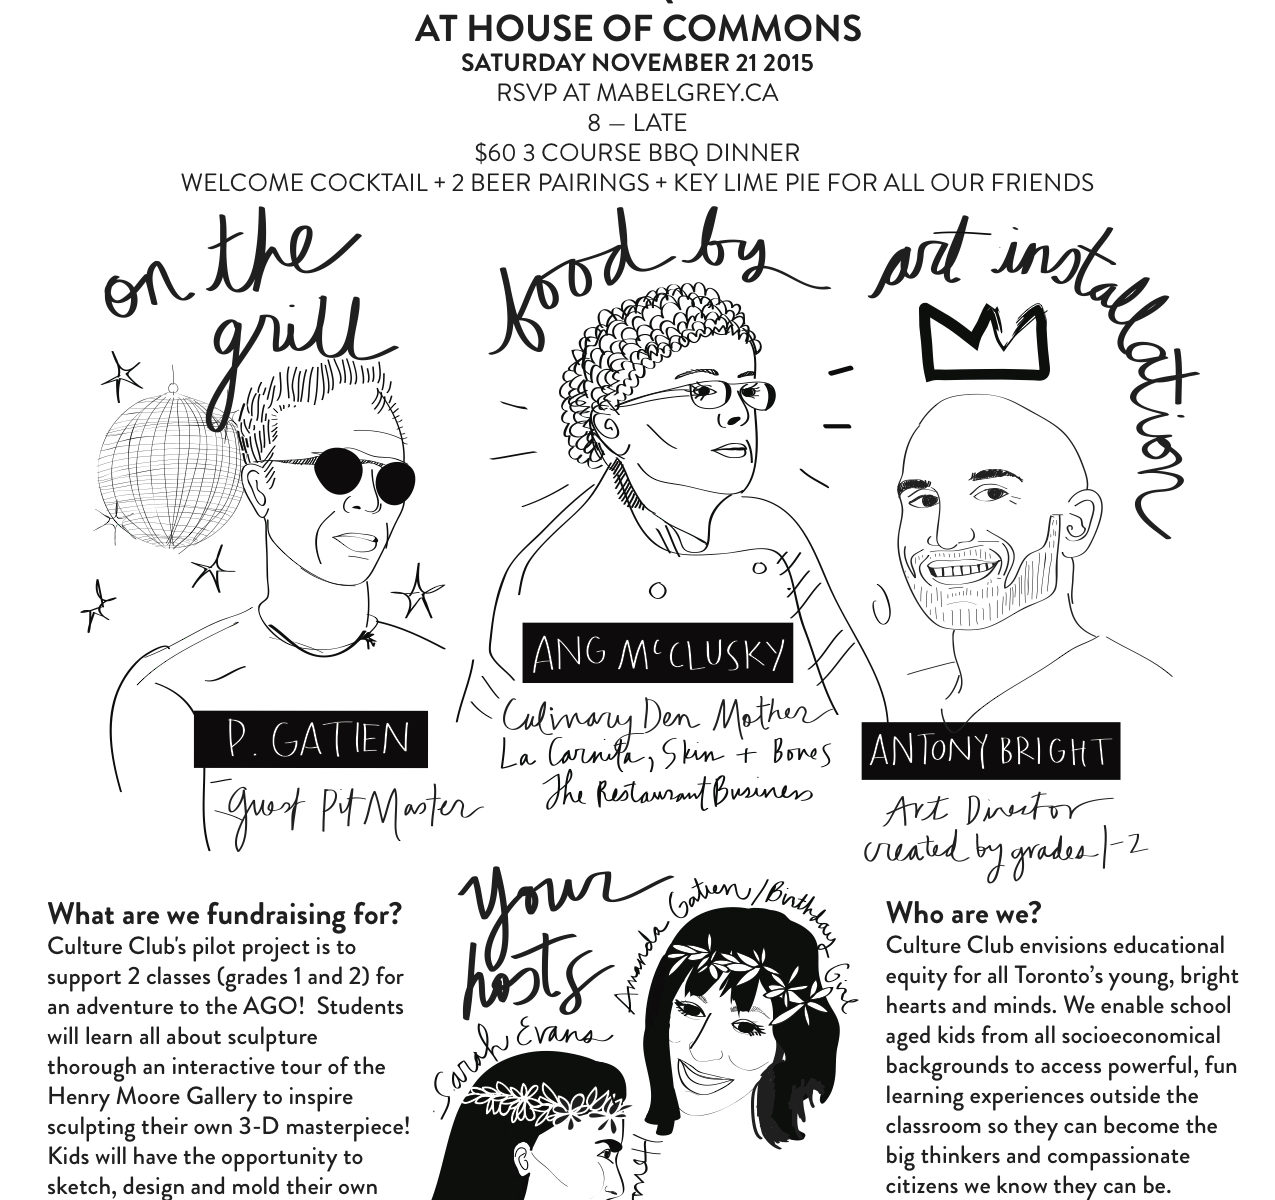 AT HOUSE OF COMMONS
SATURDAY NOVEMBER 21 2015
RSVP AT MABELGREY.CA
8 — LATE
$60 3 COURSE BBQ DINNER
WELCOME COCKTAIL + 2 BEER PAIRINGS + KEY LIME PIE FOR ALL OUR FRIENDS
on the
grill
food by
art installation
P. GATIEN
guest Pit Master
ANG McCLUSKY
Culinary Den Mother
La Carnita, Skin + Bones
The Restaurant Business
ANTONY BRIGHT
Art Director
created by grades 1-2
What are we fundraising for?
Culture Club's pilot project is to
support 2 classes (grades 1 and 2) for
an adventure to the AGO! Students
will learn all about sculpture
thorough an interactive tour of the
Henry Moore Gallery to inspire
sculpting their own 3-D masterpiece!
Kids will have the opportunity to
sketch, design and mold their own
Your
hosts
Amanda Gatien/Birthday Girl
Sarah Evans
Who are we?
Culture Club envisions educational
equity for all Toronto’s young, bright
hearts and minds. We enable school
aged kids from all socioeconomical
backgrounds to access powerful, fun
learning experiences outside the
classroom so they can become the
big thinkers and compassionate
citizens we know they can be.